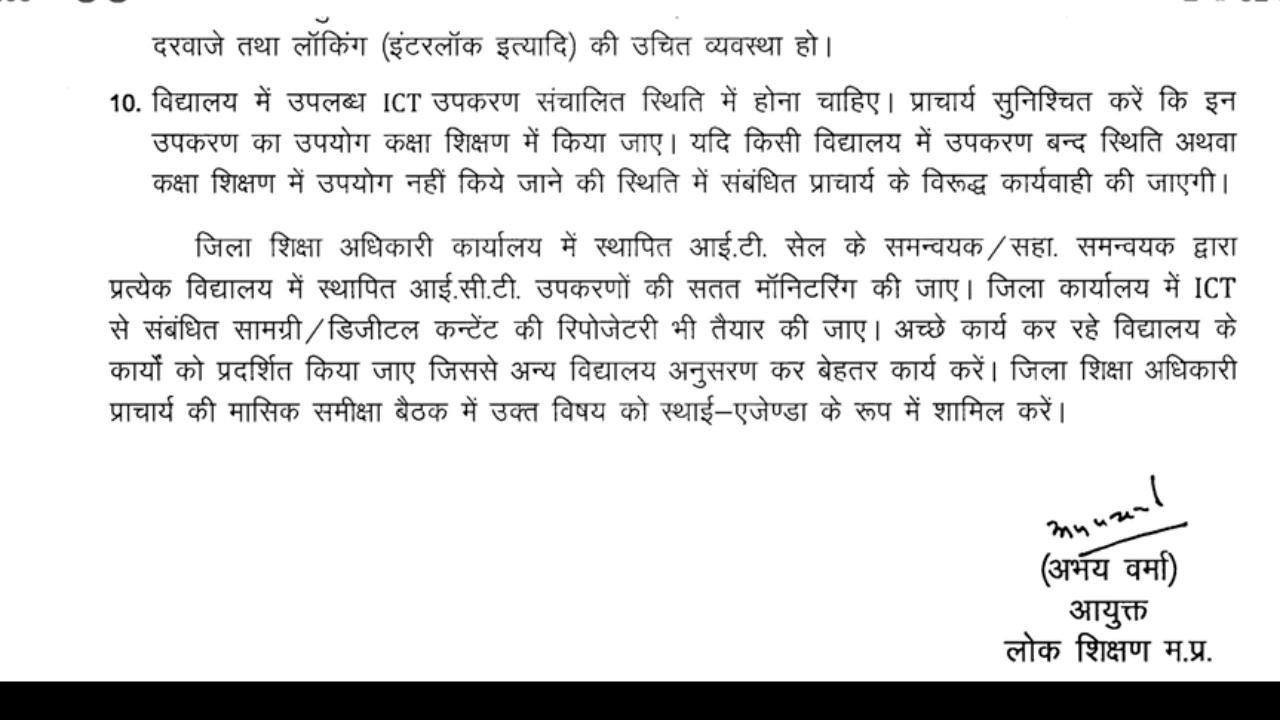 दरवाजे तथा लॉकिंग (इंटरलॉक इत्यादि) की उचित व्यवस्था हो।
10. विद्यालय में उपलब्ध ICT उपकरण संचालित स्थिति में होना चाहिए। प्राचार्य सुनिश्चित करें कि इन
उपकरण का उपयोग कक्षा शिक्षण में किया जाए। यदि किसी विद्यालय में उपकरण बन्द स्थिति अथवा
कक्षा शिक्षण में उपयोग नहीं किये जाने की स्थिति में संबंधित प्राचार्य के विरूद्ध कार्यवाही की जाएगी।
जिला शिक्षा अधिकारी कार्यालय में स्थापित आई.टी. सेल के समन्वयक/सहा. समन्वयक द्वारा
प्रत्येक विद्यालय में स्थापित आई.सी.टी. उपकरणों की सतत मॉनिटरिंग की जाए। जिला कार्यालय में ICT
से संबंधित सामग्री/डिजीटल कन्टेंट की रिपोजेटरी भी तैयार की जाए। अच्छे कार्य कर रहे विद्यालय के
कार्यों को प्रदर्शित किया जाए जिससे अन्य विद्यालय अनुसरण कर बेहतर कार्य करें। जिला शिक्षा अधिकारी
प्राचार्य की मासिक समीक्षा बैठक में उक्त विषय को स्थाई–एजेण्डा के रूप में शामिल करें।
(अभय वर्मा)
आयुक्त
लोक शिक्षण म.प्र.